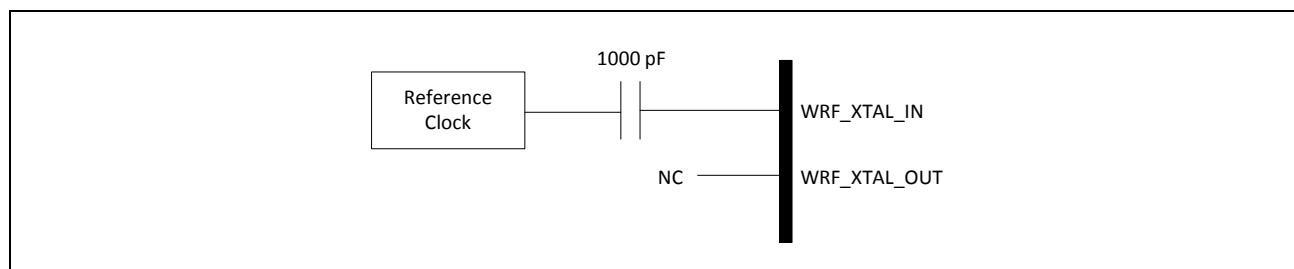 1000 pF
Reference
Clock
WRF_XTAL_IN
NC
WRF_XTAL_OUT